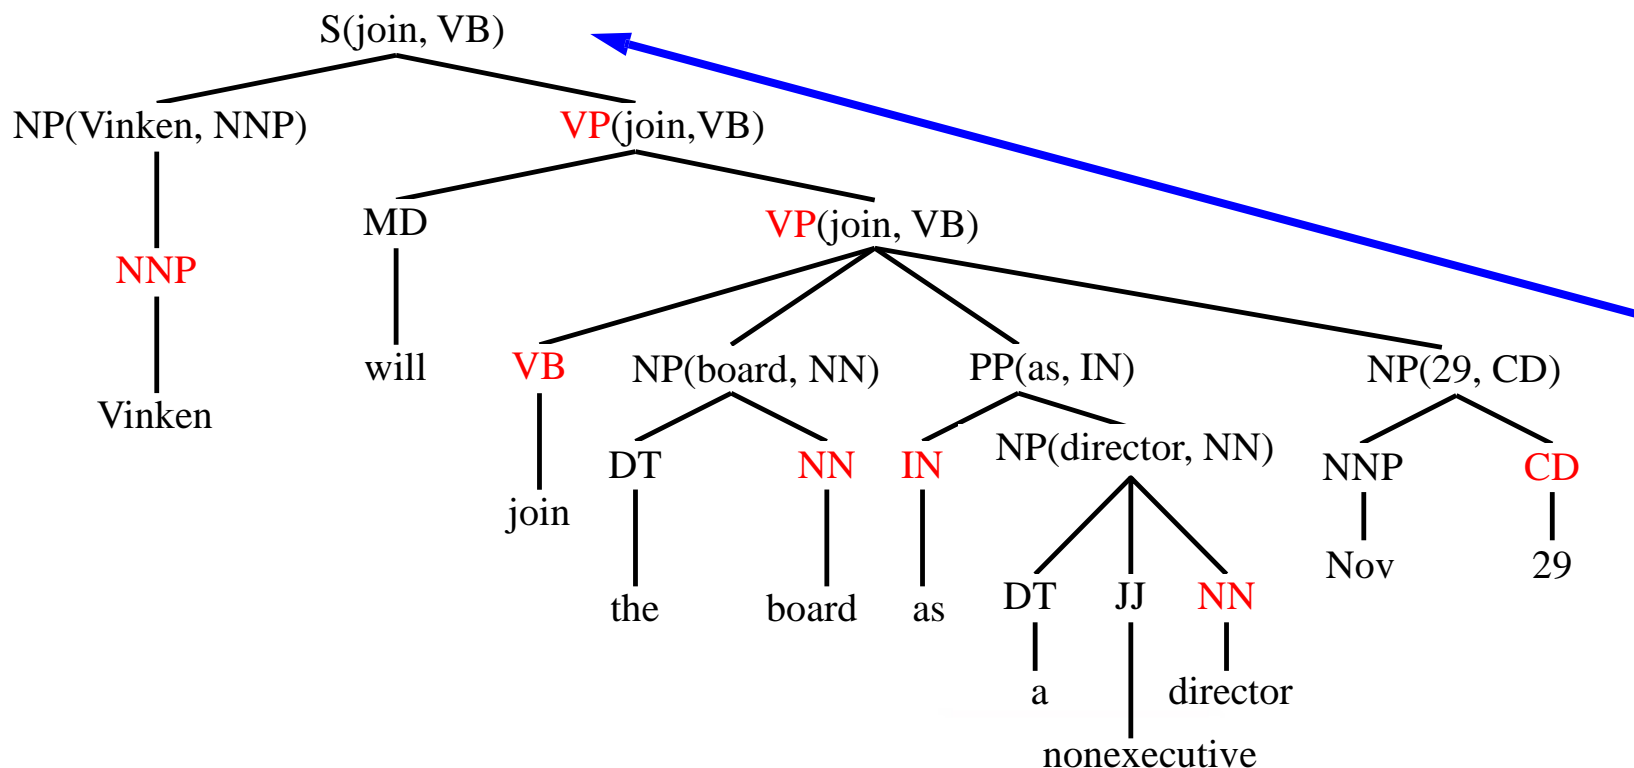 S(join, VB)
NP(Vinken, NNP) VP(join,VB)
MD VP(join, VB)
NNP
will VB NP(board, NN) PP(as, IN) NP(29, CD)
Vinken
DT NN IN NP(director, NN) NNP CD
join
Nov 29
the board as DT JJ NN
a director
nonexecutive